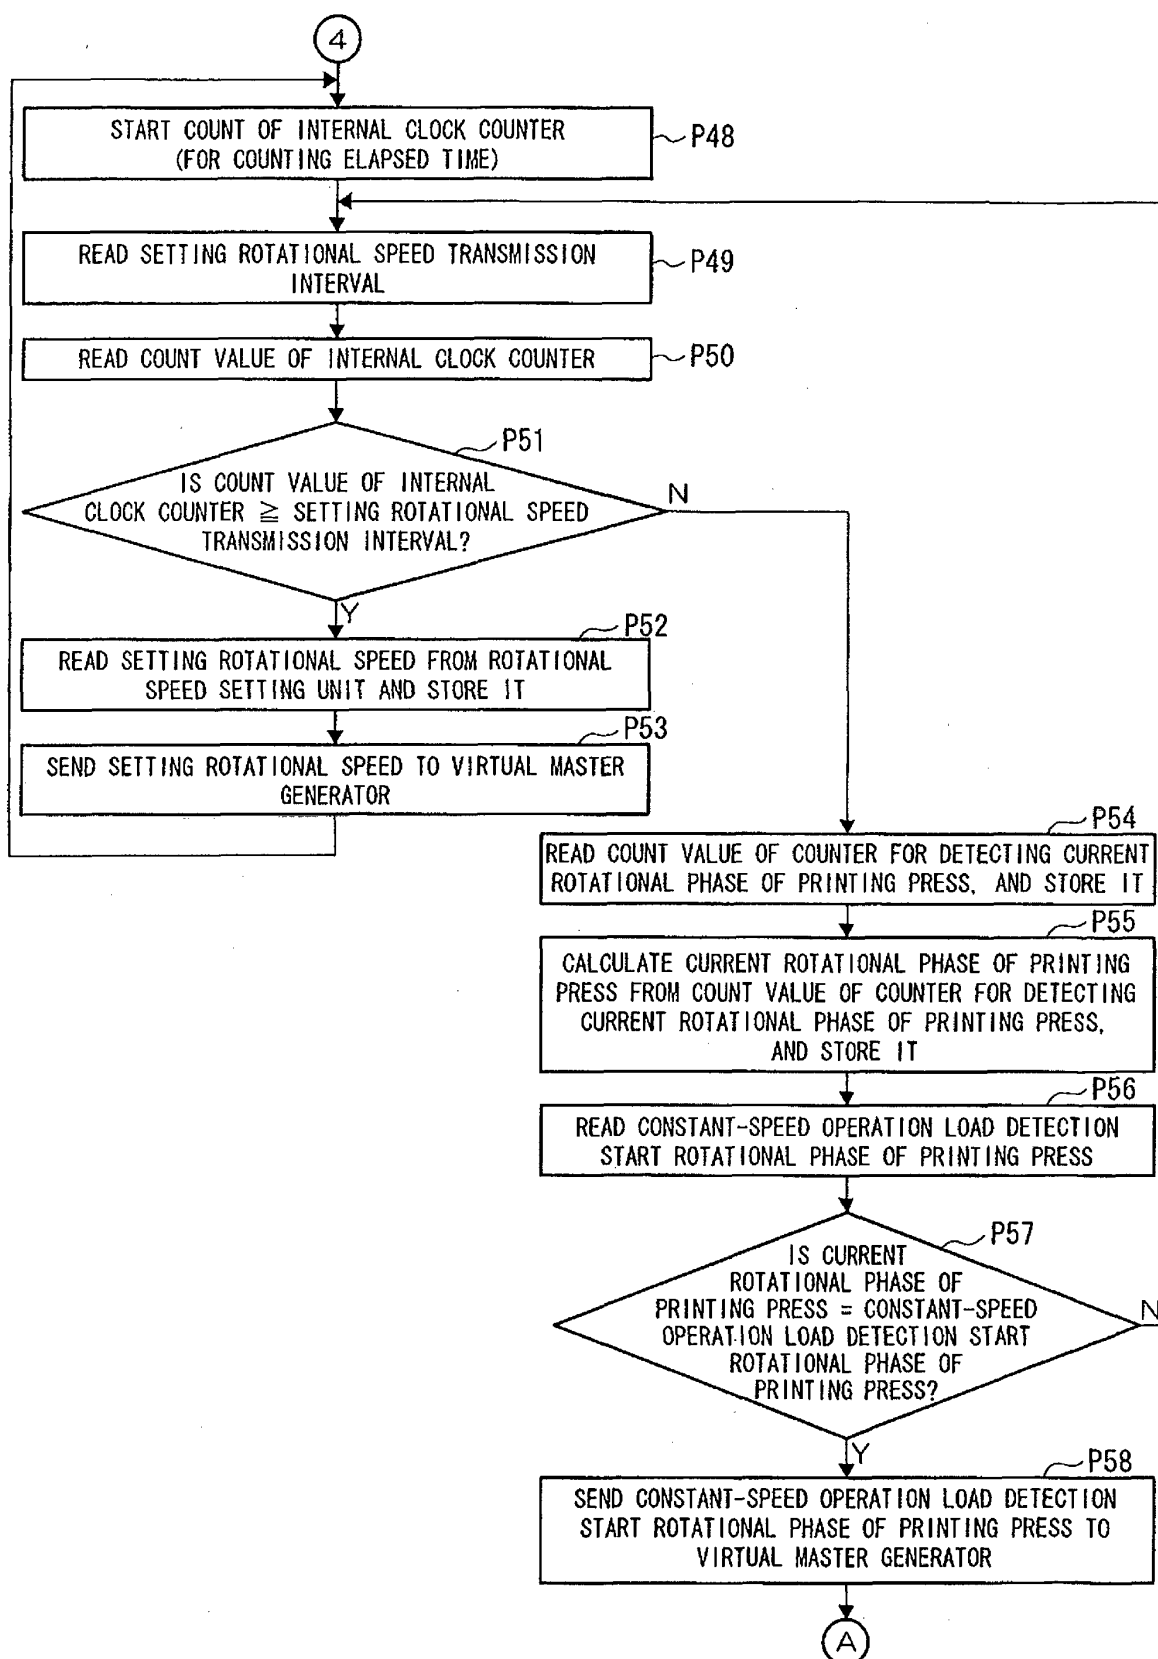 4
START COUNT OF INTERNAL CLOCK COUNTER
(FOR COUNTING ELAPSED TIME)
P48
READ SETTING ROTATIONAL SPEED TRANSMISSION
INTERVAL
P49
READ COUNT VALUE OF INTERNAL CLOCK COUNTER
P50
P51
IS COUNT VALUE OF INTERNAL
CLOCK COUNTER ≧ SETTING ROTATIONAL SPEED
TRANSMISSION INTERVAL?
N
Y
P52
READ SETTING ROTATIONAL SPEED FROM ROTATIONAL
SPEED SETTING UNIT AND STORE IT
P53
SEND SETTING ROTATIONAL SPEED TO VIRTUAL MASTER
GENERATOR
P54
READ COUNT VALUE OF COUNTER FOR DETECTING CURRENT
ROTATIONAL PHASE OF PRINTING PRESS, AND STORE IT
P55
CALCULATE CURRENT ROTATIONAL PHASE OF PRINTING
PRESS FROM COUNT VALUE OF COUNTER FOR DETECTING
CURRENT ROTATIONAL PHASE OF PRINTING PRESS,
AND STORE IT
P56
READ CONSTANT-SPEED OPERATION LOAD DETECTION
START ROTATIONAL PHASE OF PRINTING PRESS
P57
IS CURRENT
ROTATIONAL PHASE OF
PRINTING PRESS = CONSTANT-SPEED
OPERATION LOAD DETECTION START
ROTATIONAL PHASE OF
PRINTING PRESS?
N
Y
P58
SEND CONSTANT-SPEED OPERATION LOAD DETECTION
START ROTATIONAL PHASE OF PRINTING PRESS TO
VIRTUAL MASTER GENERATOR
A